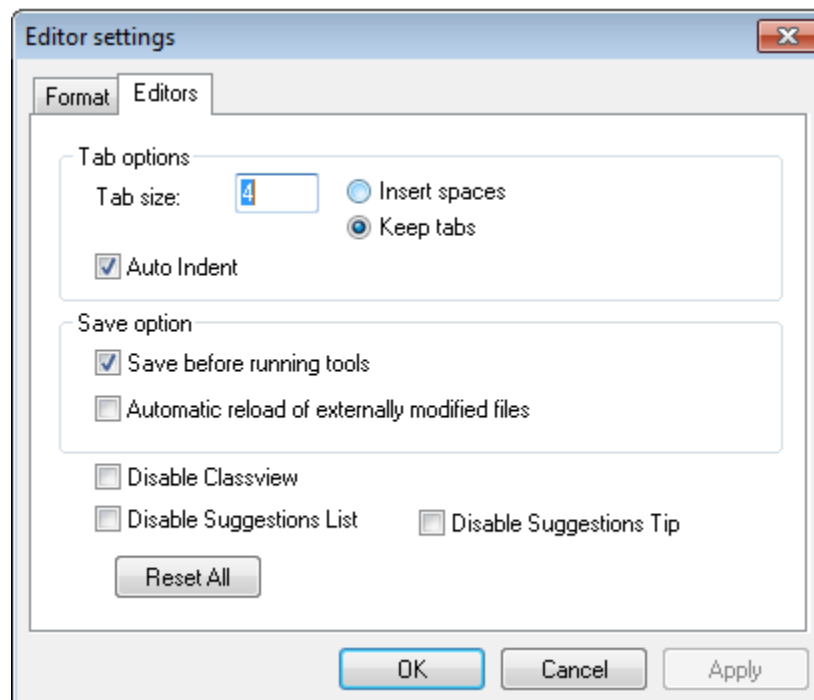 Editor settings
Format Editors
Tab options
Tab size: 4 Insert spaces
Keep tabs
Auto Indent
Save option
Save before running tools
Automatic reload of externally modified files
Disable Classview
Disable Suggestions List Disable Suggestions Tip
Reset All
OK Cancel Apply